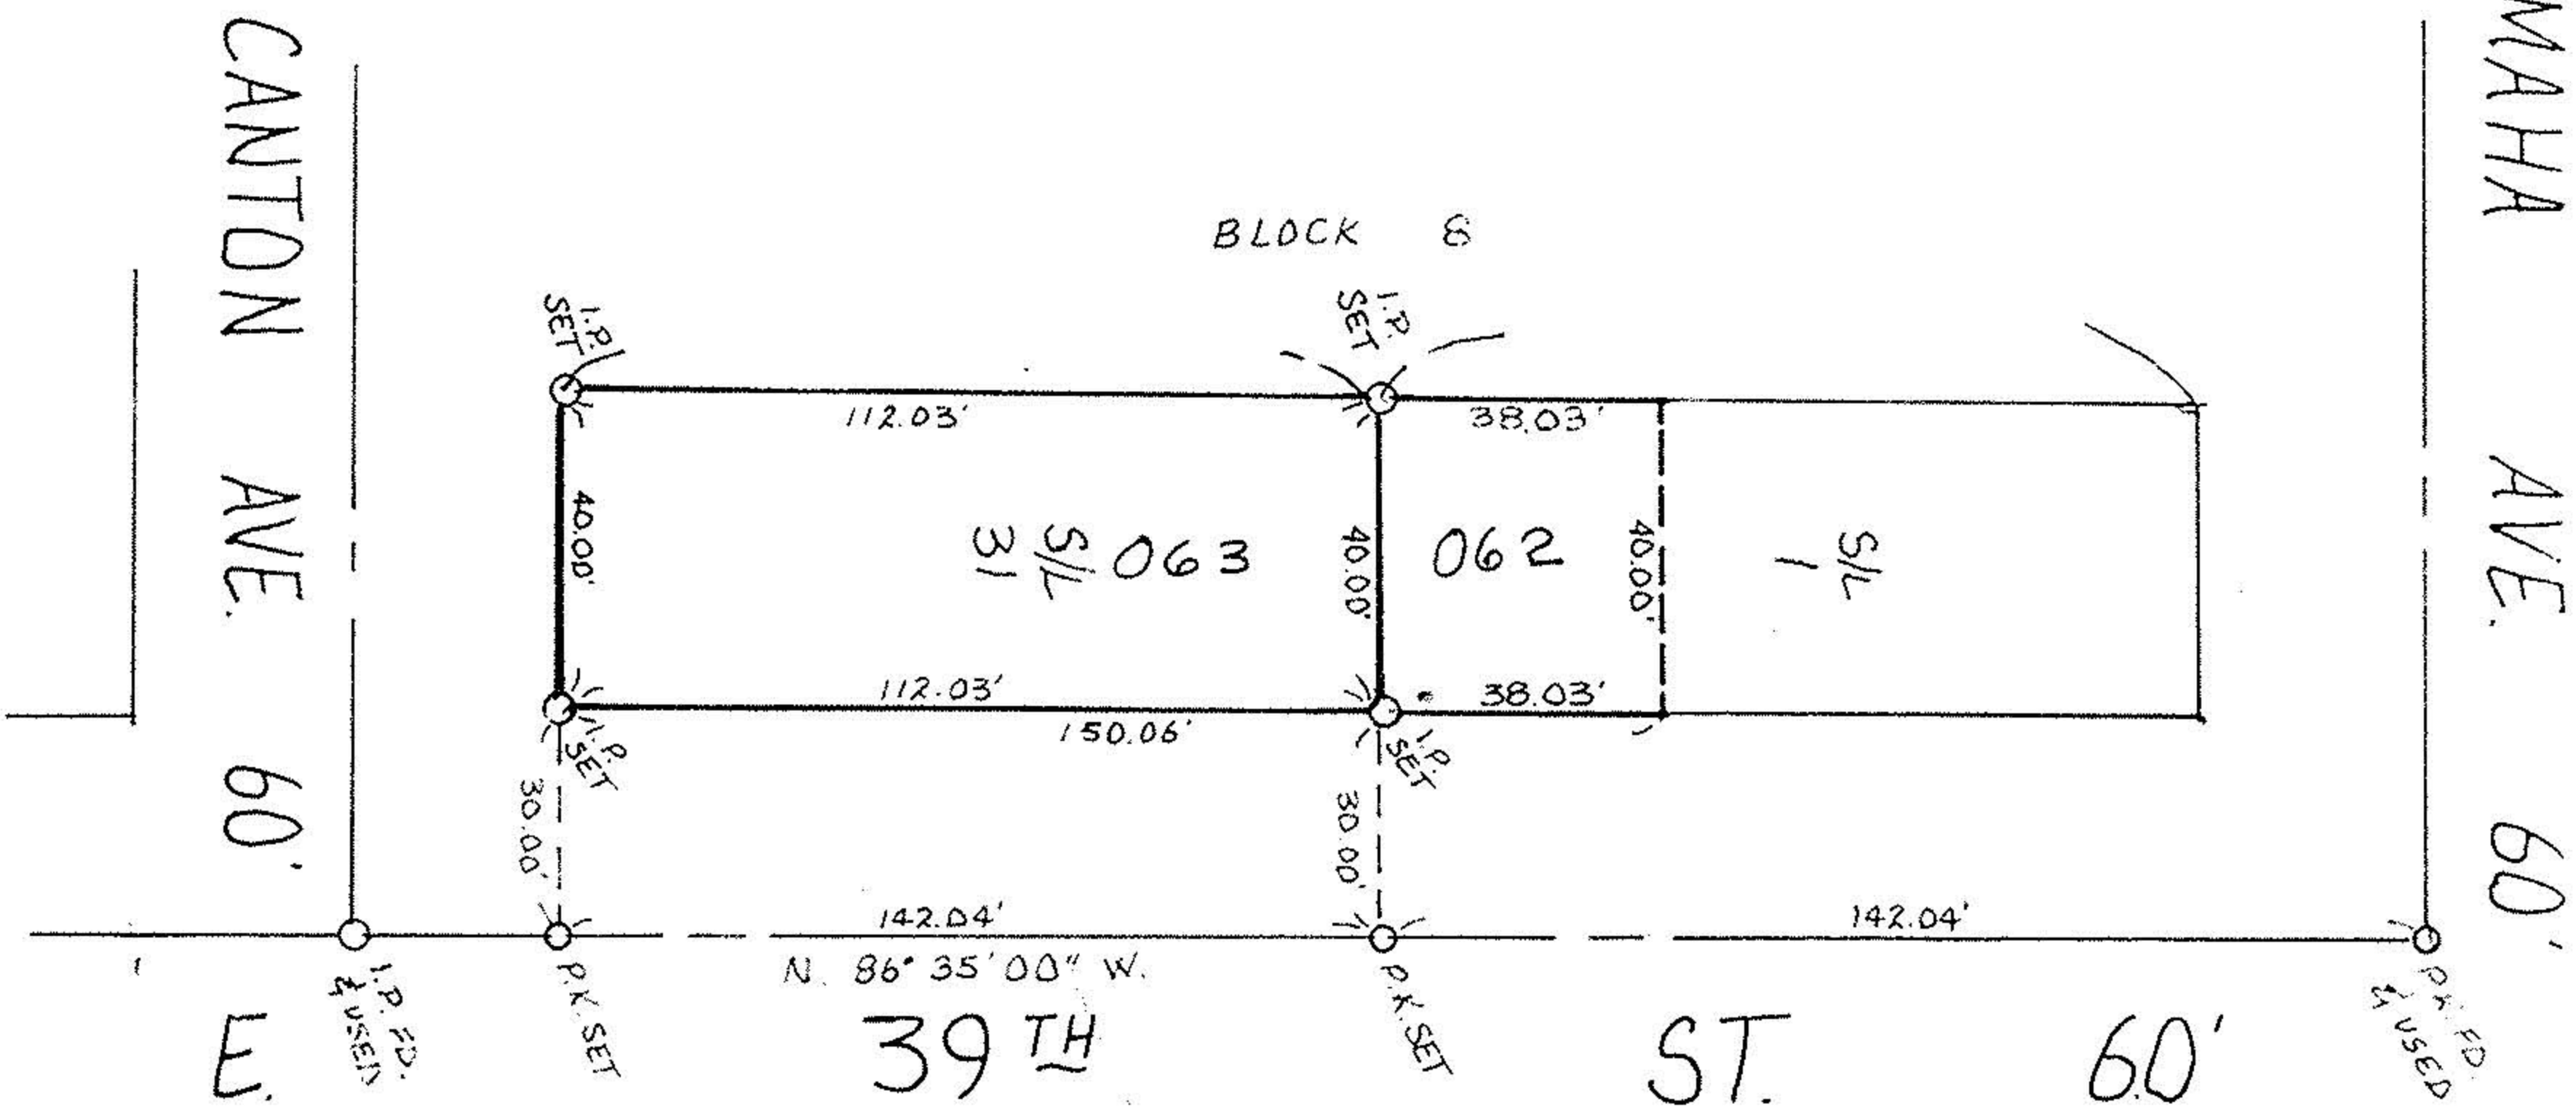 CANTON AVE. 60'
MAHA AVE. 60'
BLOCK 8
I.P.
SET
I.P.
SET
112.03'
38.03'
40.00'
S/L
31
063
40.00'
062
40.00'
S/L
1
112.03'
38.03'
150.06'
I.P.
SET
I.P.
SET
30.00'
30.00'
142.04'
142.04'
N. 86° 35' 00" W.
I.P. FD.
& USED
P.K. SET
P.K. SET
P.K. FD.
& USED
E. 39TH ST. 60'